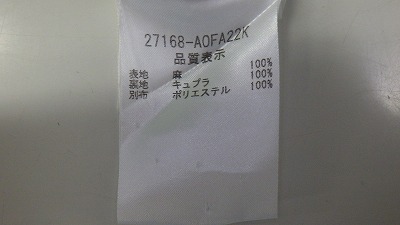 27168-AOFA22K
品質表示
表地 麻 100%
裏地 キュプラ 100%
別布 ポリエステル 100%